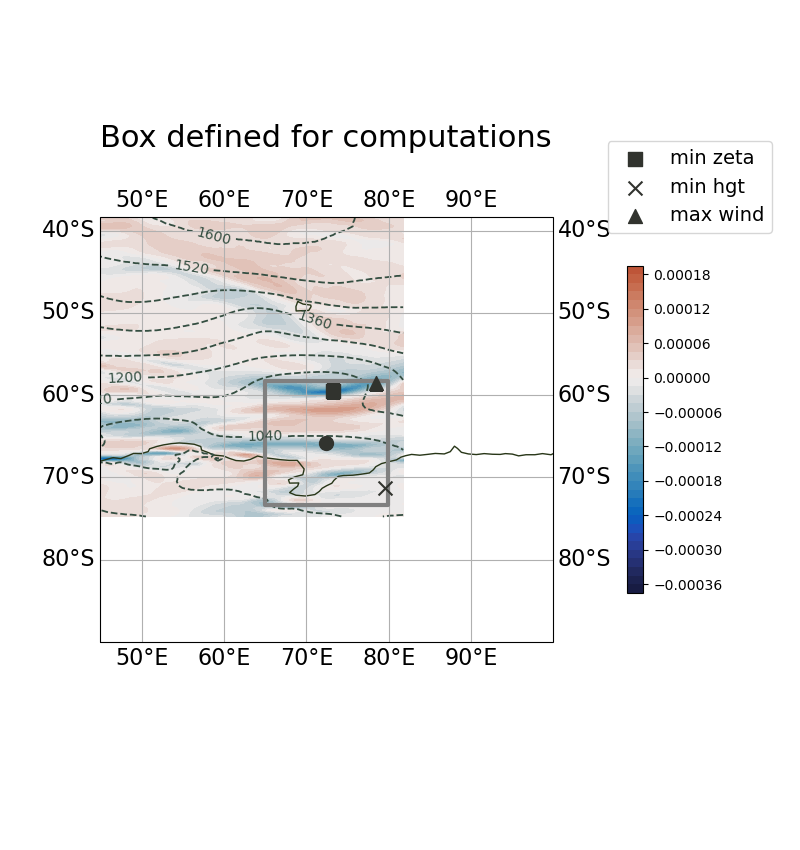 Box defined for computations
min zeta
min hgt
max wind
50°E 60°E 70°E 80°E 90°E
40°S 40°S
1600
1520
50°S 50°S
1360
1200
60°S 60°S
0
1040
70°S
80°S 80°S
50°E 60°E 70°E 80°E 90°E
0.00018
0.00012
0.00006
0.00000
−0.00006
−0.00012
−0.00018
−0.00024
−0.00030
−0.00036